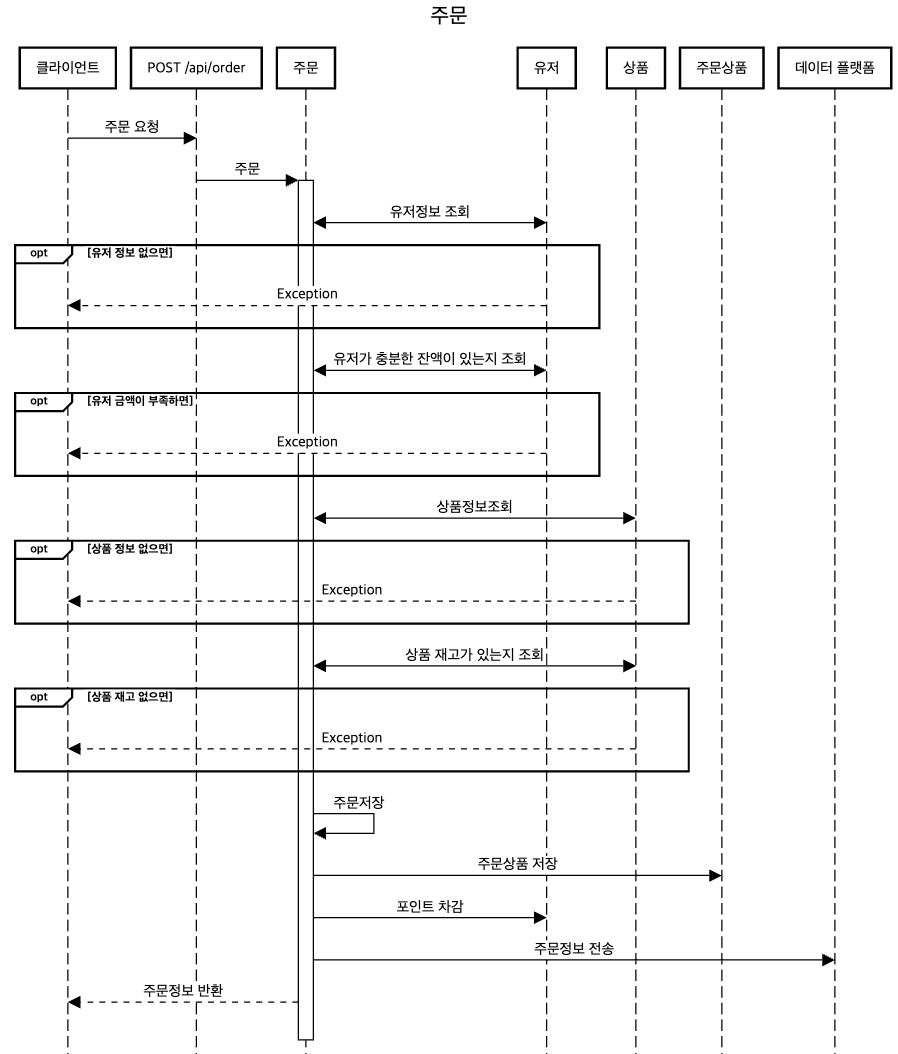 주문
클라이언트
POST /api/order
주문
유저
상품
주문상품
데이터 플랫폼
주문 요청
주문
유저정보 조회
opt
[유저 정보 없으면]
Exception
유저가 충분한 잔액이 있는지 조회
opt
[유저 금액이 부족하면]
Exception
상품정보조회
opt
[상품 정보 없으면]
Exception
상품 재고가 있는지 조회
opt
[상품 재고 없으면]
Exception
주문저장
주문상품 저장
포인트 차감
주문정보 전송
주문정보 반환